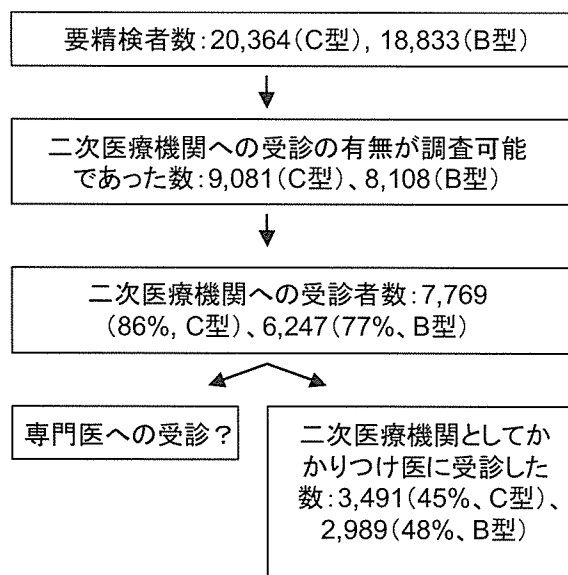 要精検者数：20,364（C型）, 18,833（B型）
二次医療機関への受診の有無が調査可能
であった数：9,081（C型）、8,108（B型）
二次医療機関への受診者数：7,769
（86%, C型）、6,247（77%、B型）
専門医への受診？
二次医療機関としてか
かりつけ医に受診した
数：3,491（45%、C型）、
2,989（48%、B型）